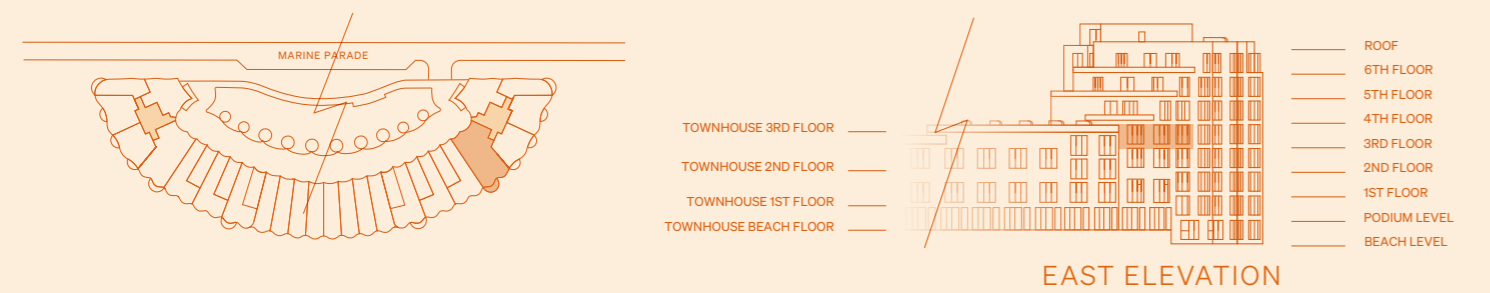 MARINE PARADE
TOWNHOUSE 3RD FLOOR
TOWNHOUSE 2ND FLOOR
TOWNHOUSE 1ST FLOOR
TOWNHOUSE BEACH FLOOR
ROOF
6TH FLOOR
5TH FLOOR
4TH FLOOR
3RD FLOOR
2ND FLOOR
1ST FLOOR
PODIUM LEVEL
BEACH LEVEL
EAST ELEVATION